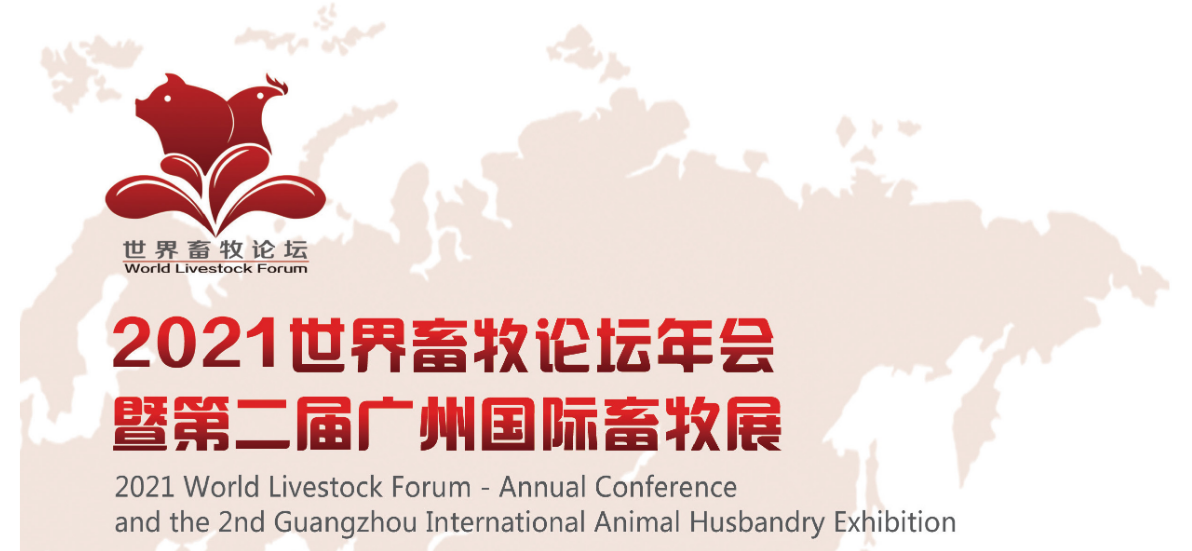 世界畜牧论坛
World Livestock Forum
2021世界畜牧论坛年会
暨第二届广州国际畜牧展
2021 World Livestock Forum - Annual Conference
and the 2nd Guangzhou International Animal Husbandry Exhibition